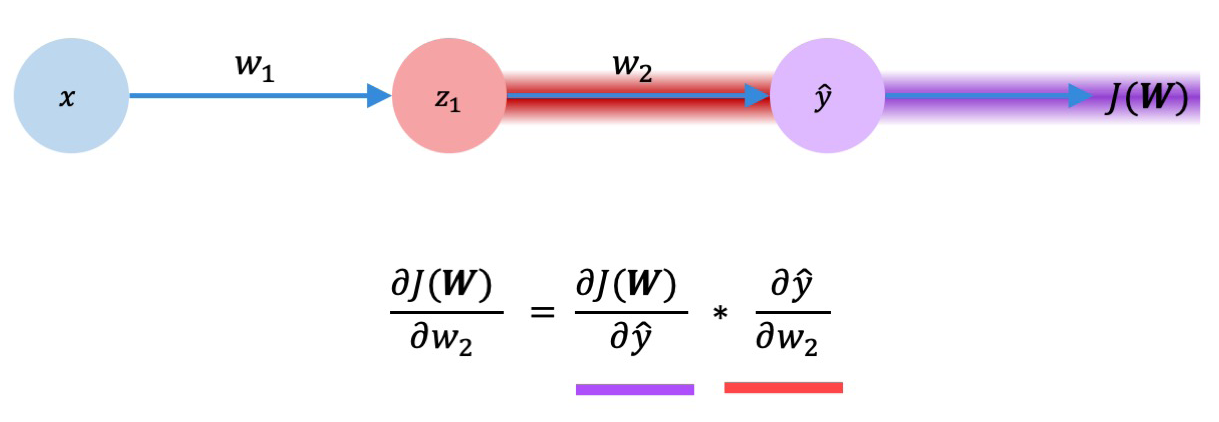 x w₁ z₁ w₂ ŷ J(𝑾)
∂J(𝑾)/∂w₂ = ∂J(𝑾)/∂ŷ * ∂ŷ/∂w₂